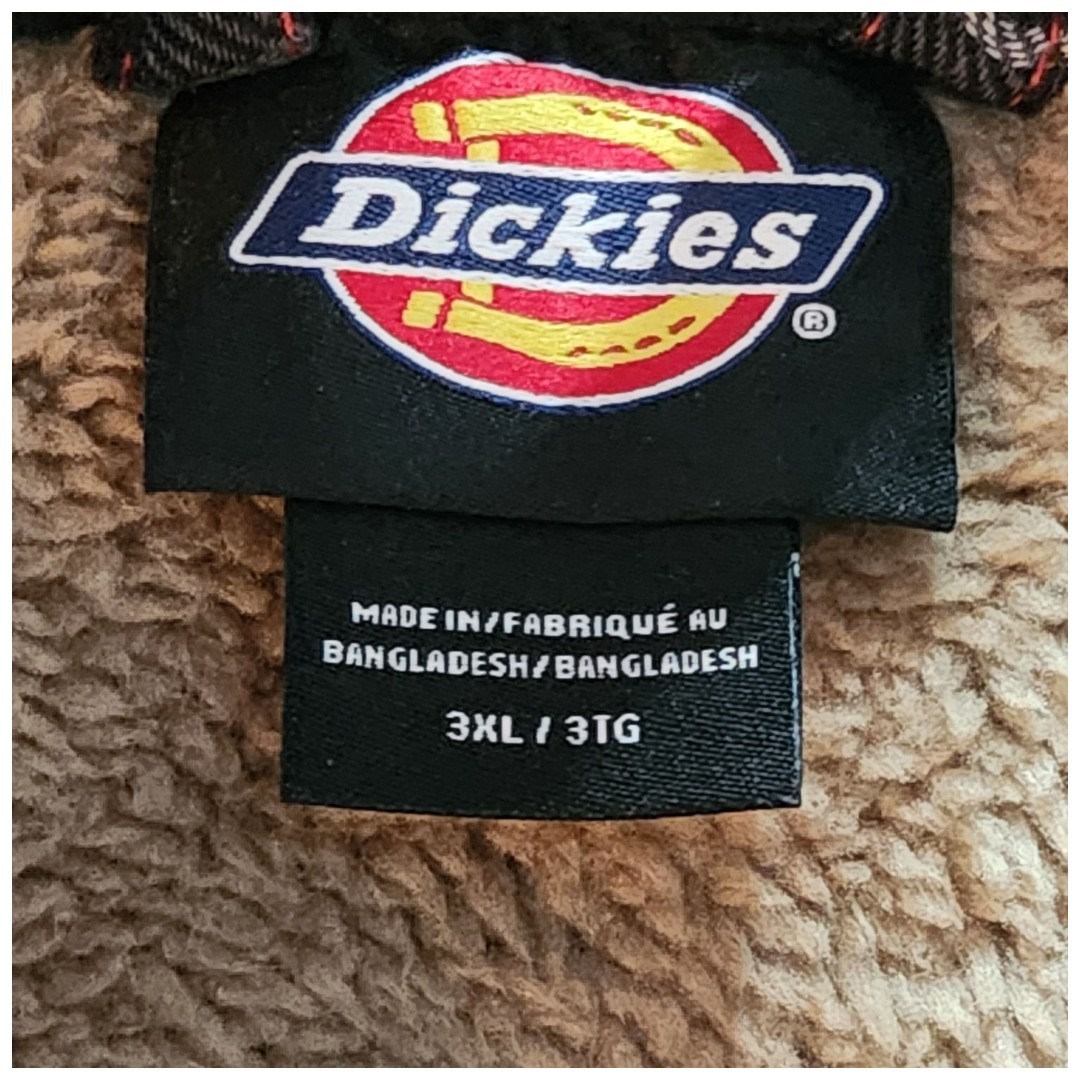 Dickies
®
MADE IN/FABRIQUÉ AU
BANGLADESH/BANGLADESH
3XL / 3TG